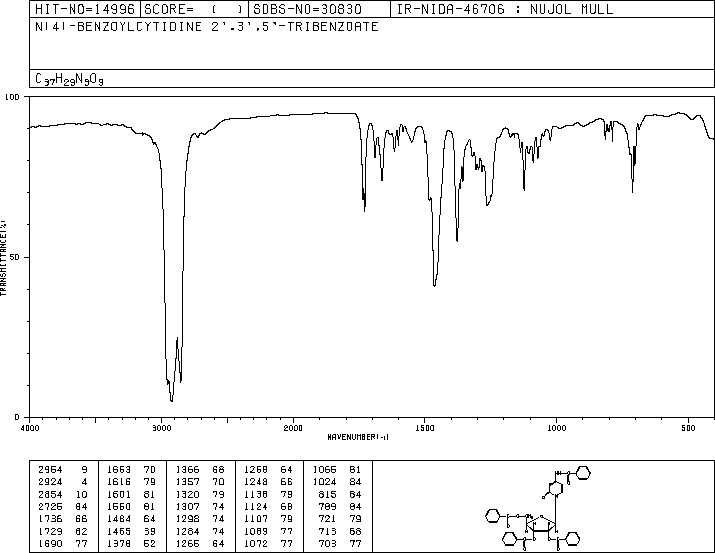 HIT-NO=14996 SCORE= ( ) SDBS-NO=30830 IR-NIDA-46706 : NUJOL MULL
N(4)-BENZOYLCYTIDINE 2',3',5'-TRIBENZOATE
C37H29N3O9
100
50
0
TRANSMITTANCE(%)
4000 3000 2000 1500 1000 500
WAVENUMBER(-1)
2954 9 1663 70 1366 68 1268 64 1066 81
2924 4 1616 79 1357 70 1248 66 1024 84
2854 10 1601 81 1320 79 1138 79 815 84
2725 84 1550 81 1307 74 1124 68 789 84
1736 66 1484 64 1298 74 1107 79 721 79
1729 62 1465 39 1284 74 1089 77 713 68
1690 77 1378 52 1265 64 1072 77 703 77